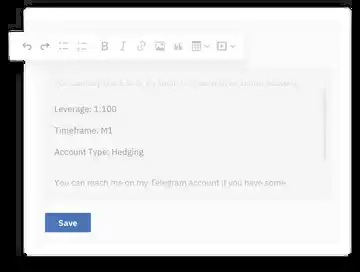 Leverage: 1:100
Timeframe: M1
Account Type: Hedging
You can reach me on my Telegram account if you have some
Save